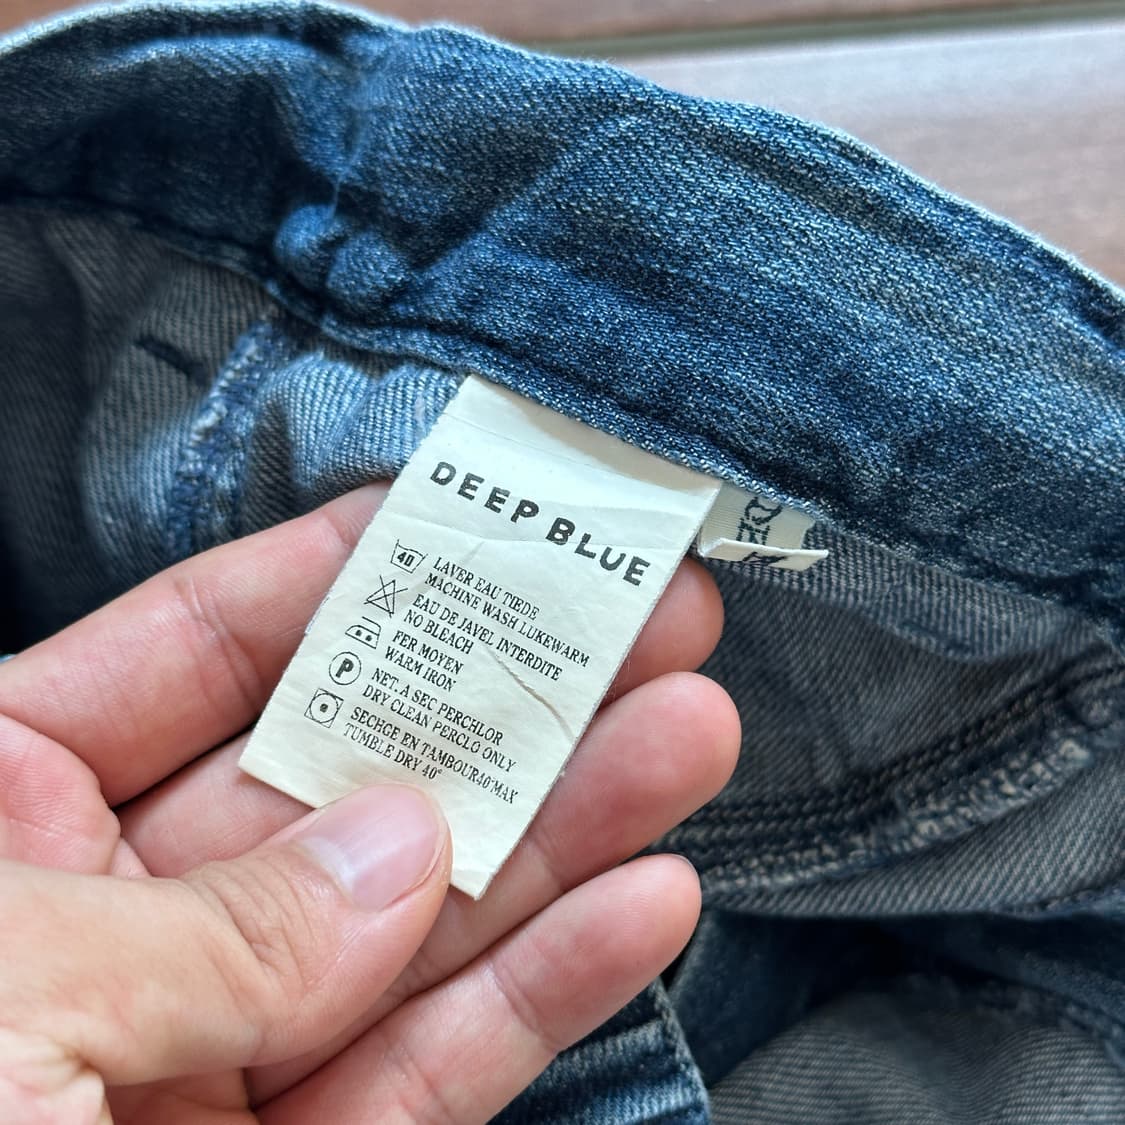 DEEP BLUE
40 LAVER EAU TIEDE
MACHINE WASH LUKEWARM
EAU DE JAVEL INTERDITE
NO BLEACH
FER MOYEN
WARM IRON
P NET. A SEC PERCHLOR
DRY CLEAN PERCLO ONLY
SECHGE EN TAMBOUR40°MAX
TUMBLE DRY 40°